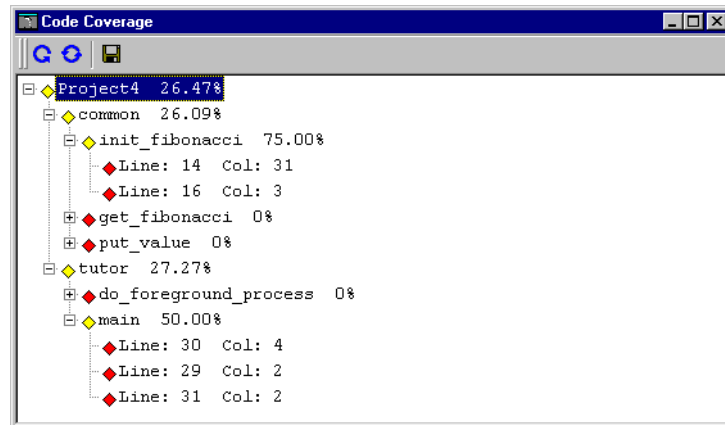 Code Coverage
Project4 26.47%
common 26.09%
init_fibonacci 75.00%
Line: 14 Col: 31
Line: 16 Col: 3
get_fibonacci 0%
put_value 0%
tutor 27.27%
do_foreground_process 0%
main 50.00%
Line: 30 Col: 4
Line: 29 Col: 2
Line: 31 Col: 2